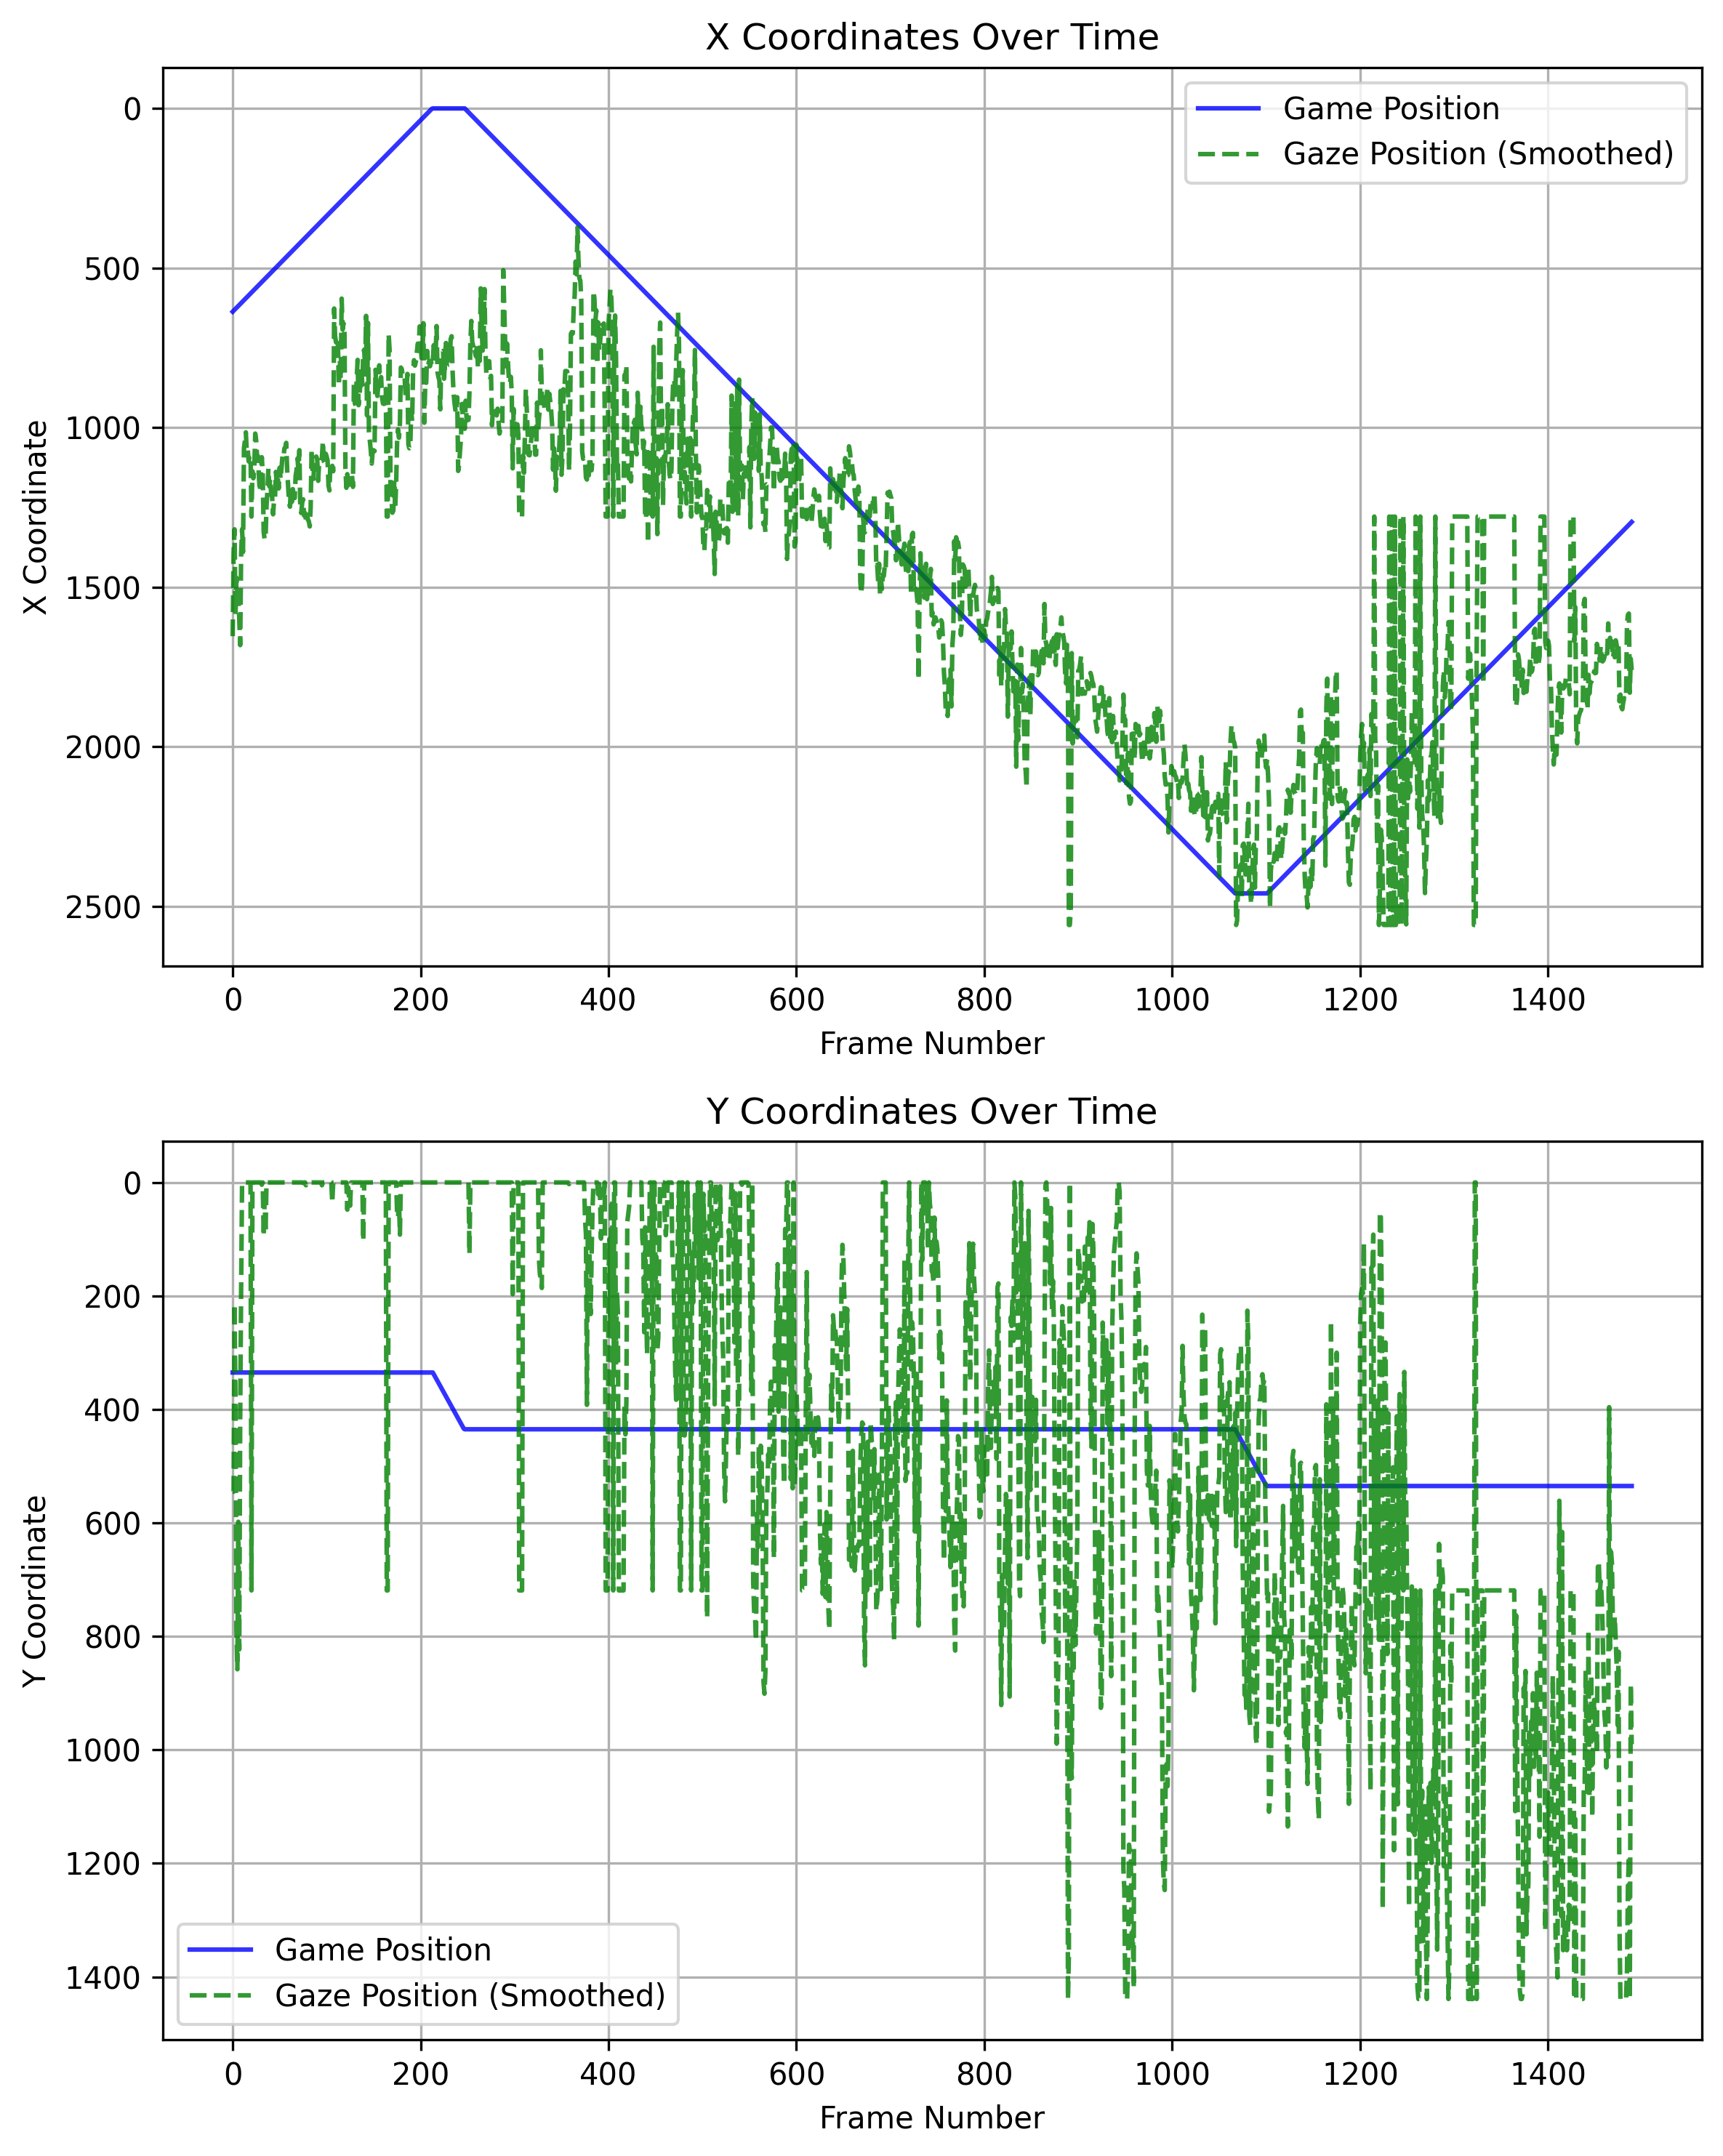 X Coordinates Over Time
Game Position
Gaze Position (Smoothed)
X Coordinate
0
500
1000
1500
2000
2500
0 200 400 600 800 1000 1200 1400
Frame Number
Y Coordinates Over Time
Y Coordinate
0
200
400
600
800
1000
1200
1400
Game Position
Gaze Position (Smoothed)
0 200 400 600 800 1000 1200 1400
Frame Number